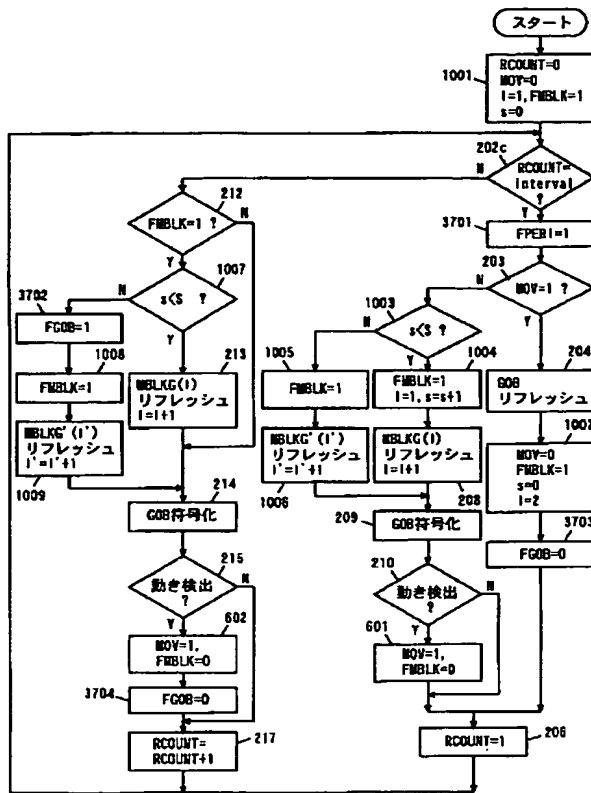 スタート
1001
RCOUNT=0
MOV=0
I=1,FMBLK=1
s=0
202c
RCOUNT=
interval
?
N
Y
3701
FPERI=1
203
MOV=1 ?
N
Y
204
GOB
リフレッシュ
1002
MOV=0
FMBLK=1
s=0
I=2
3703
FGOB=0
1003
s<S ?
N
Y
1005
FMBLK=1
1004
FMBLK=1
I=1,s=s+1
MBLKG'(I')
リフレッシュ
I'=I'+1
1006
MBLKG(I)
リフレッシュ
I=I+1
208
209
GOB符号化
210
動き検出
?
N
Y
601
MOV=1,
FMBLK=0
RCOUNT=1
206
212
FMBLK=1 ?
N
Y
1007
s<S ?
N
Y
3702
FGOB=1
1008
FMBLK=1
213
MBLKG(I)
リフレッシュ
I=I+1
MBLKG'(I')
リフレッシュ
I'=I'+1
1009
214
GOB符号化
215
動き検出
?
N
Y
602
MOV=1,
FMBLK=0
3704
FGOB=0
RCOUNT=
RCOUNT+1
217